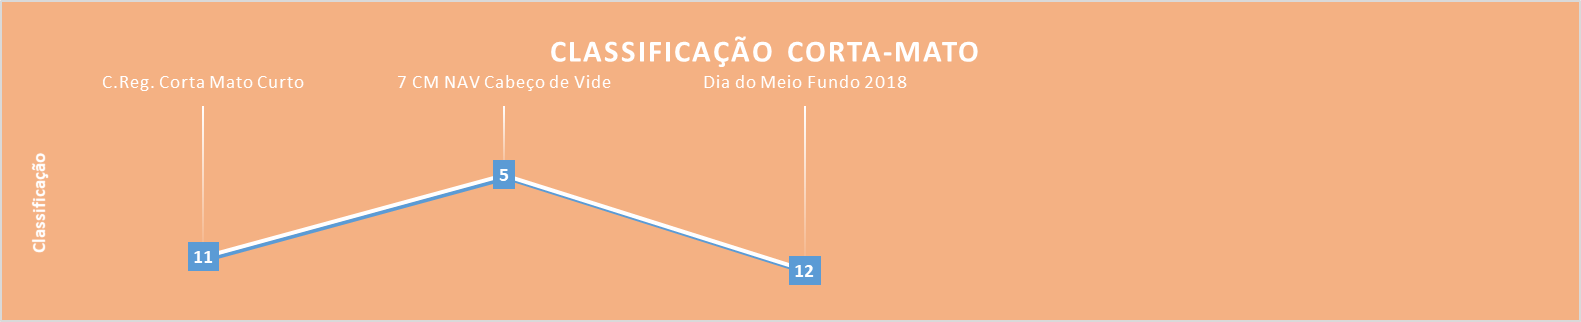 CLASSIFICAÇÃO CORTA-MATO
C.Reg. Corta Mato Curto
7 CM NAV Cabeço de Vide
Dia do Meio Fundo 2018
Classificação
11
5
12